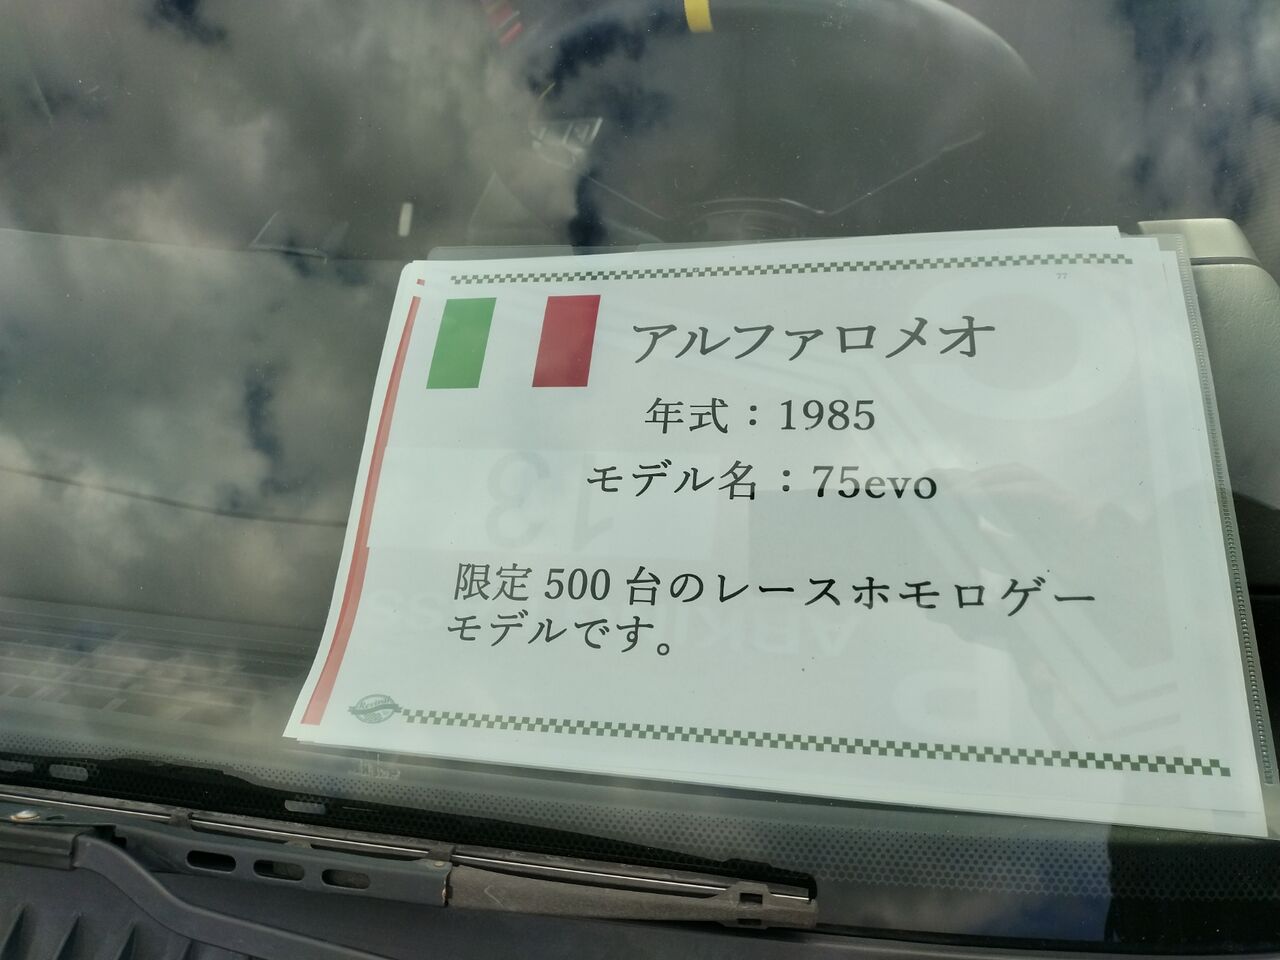 77
アルファロメオ
年式：1985
モデル名：75evo
限定 500 台のレースホモロゲー
モデルです。